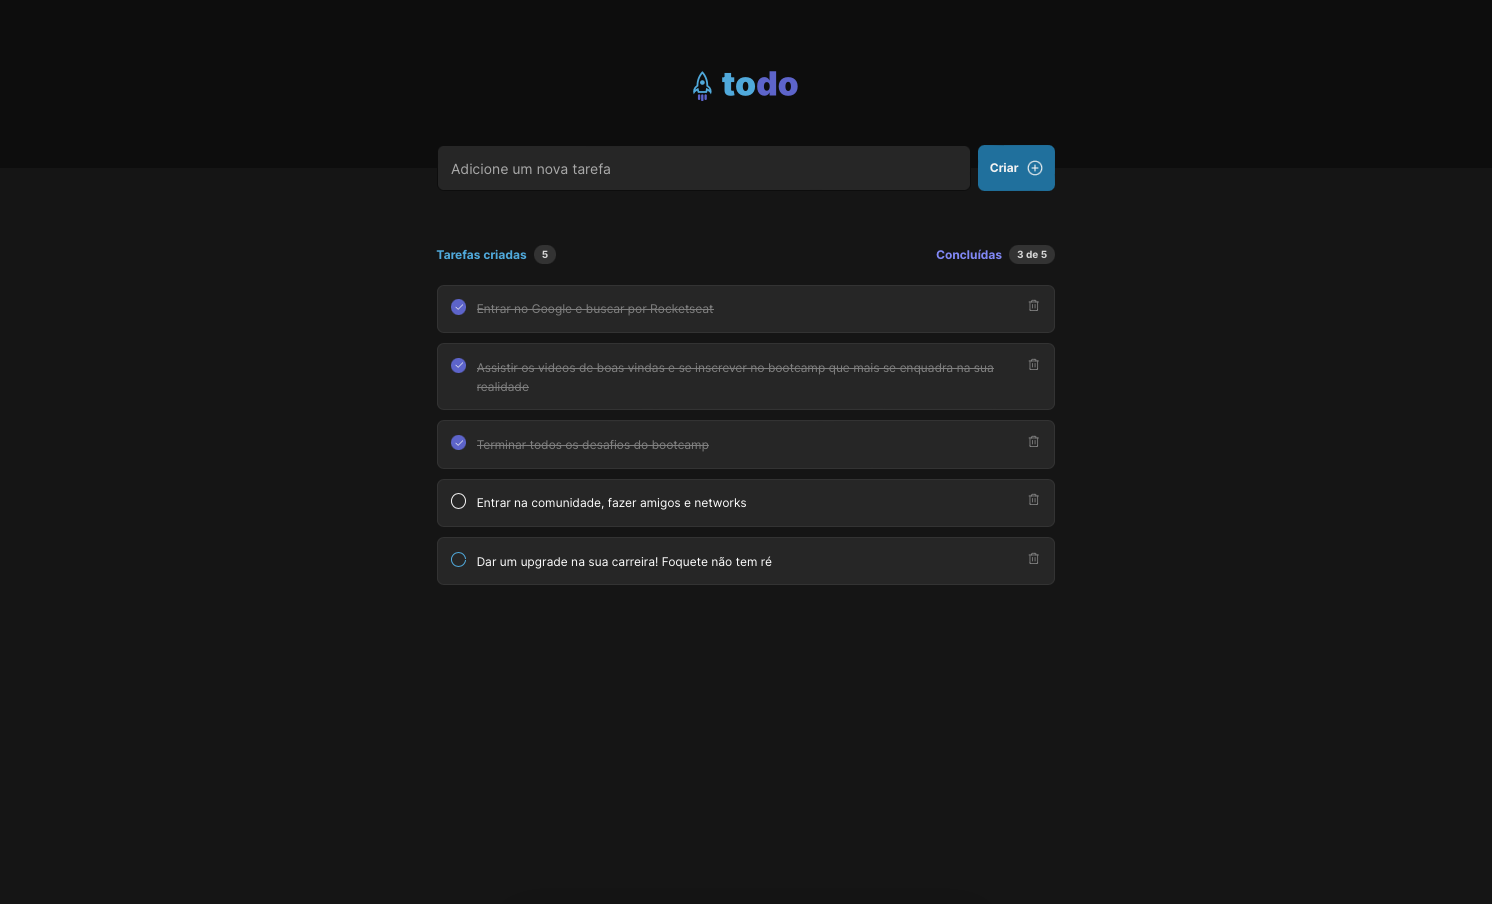 todo
Adicione um nova tarefa
Criar
Tarefas criadas 5
Concluídas 3 de 5
Entrar no Google e buscar por Rocketseat
Assistir os videos de boas vindas e se inscrever no bootcamp que mais se enquadra na sua
realidade
Terminar todos os desafios do bootcamp
Entrar na comunidade, fazer amigos e networks
Dar um upgrade na sua carreira! Foquete não tem ré